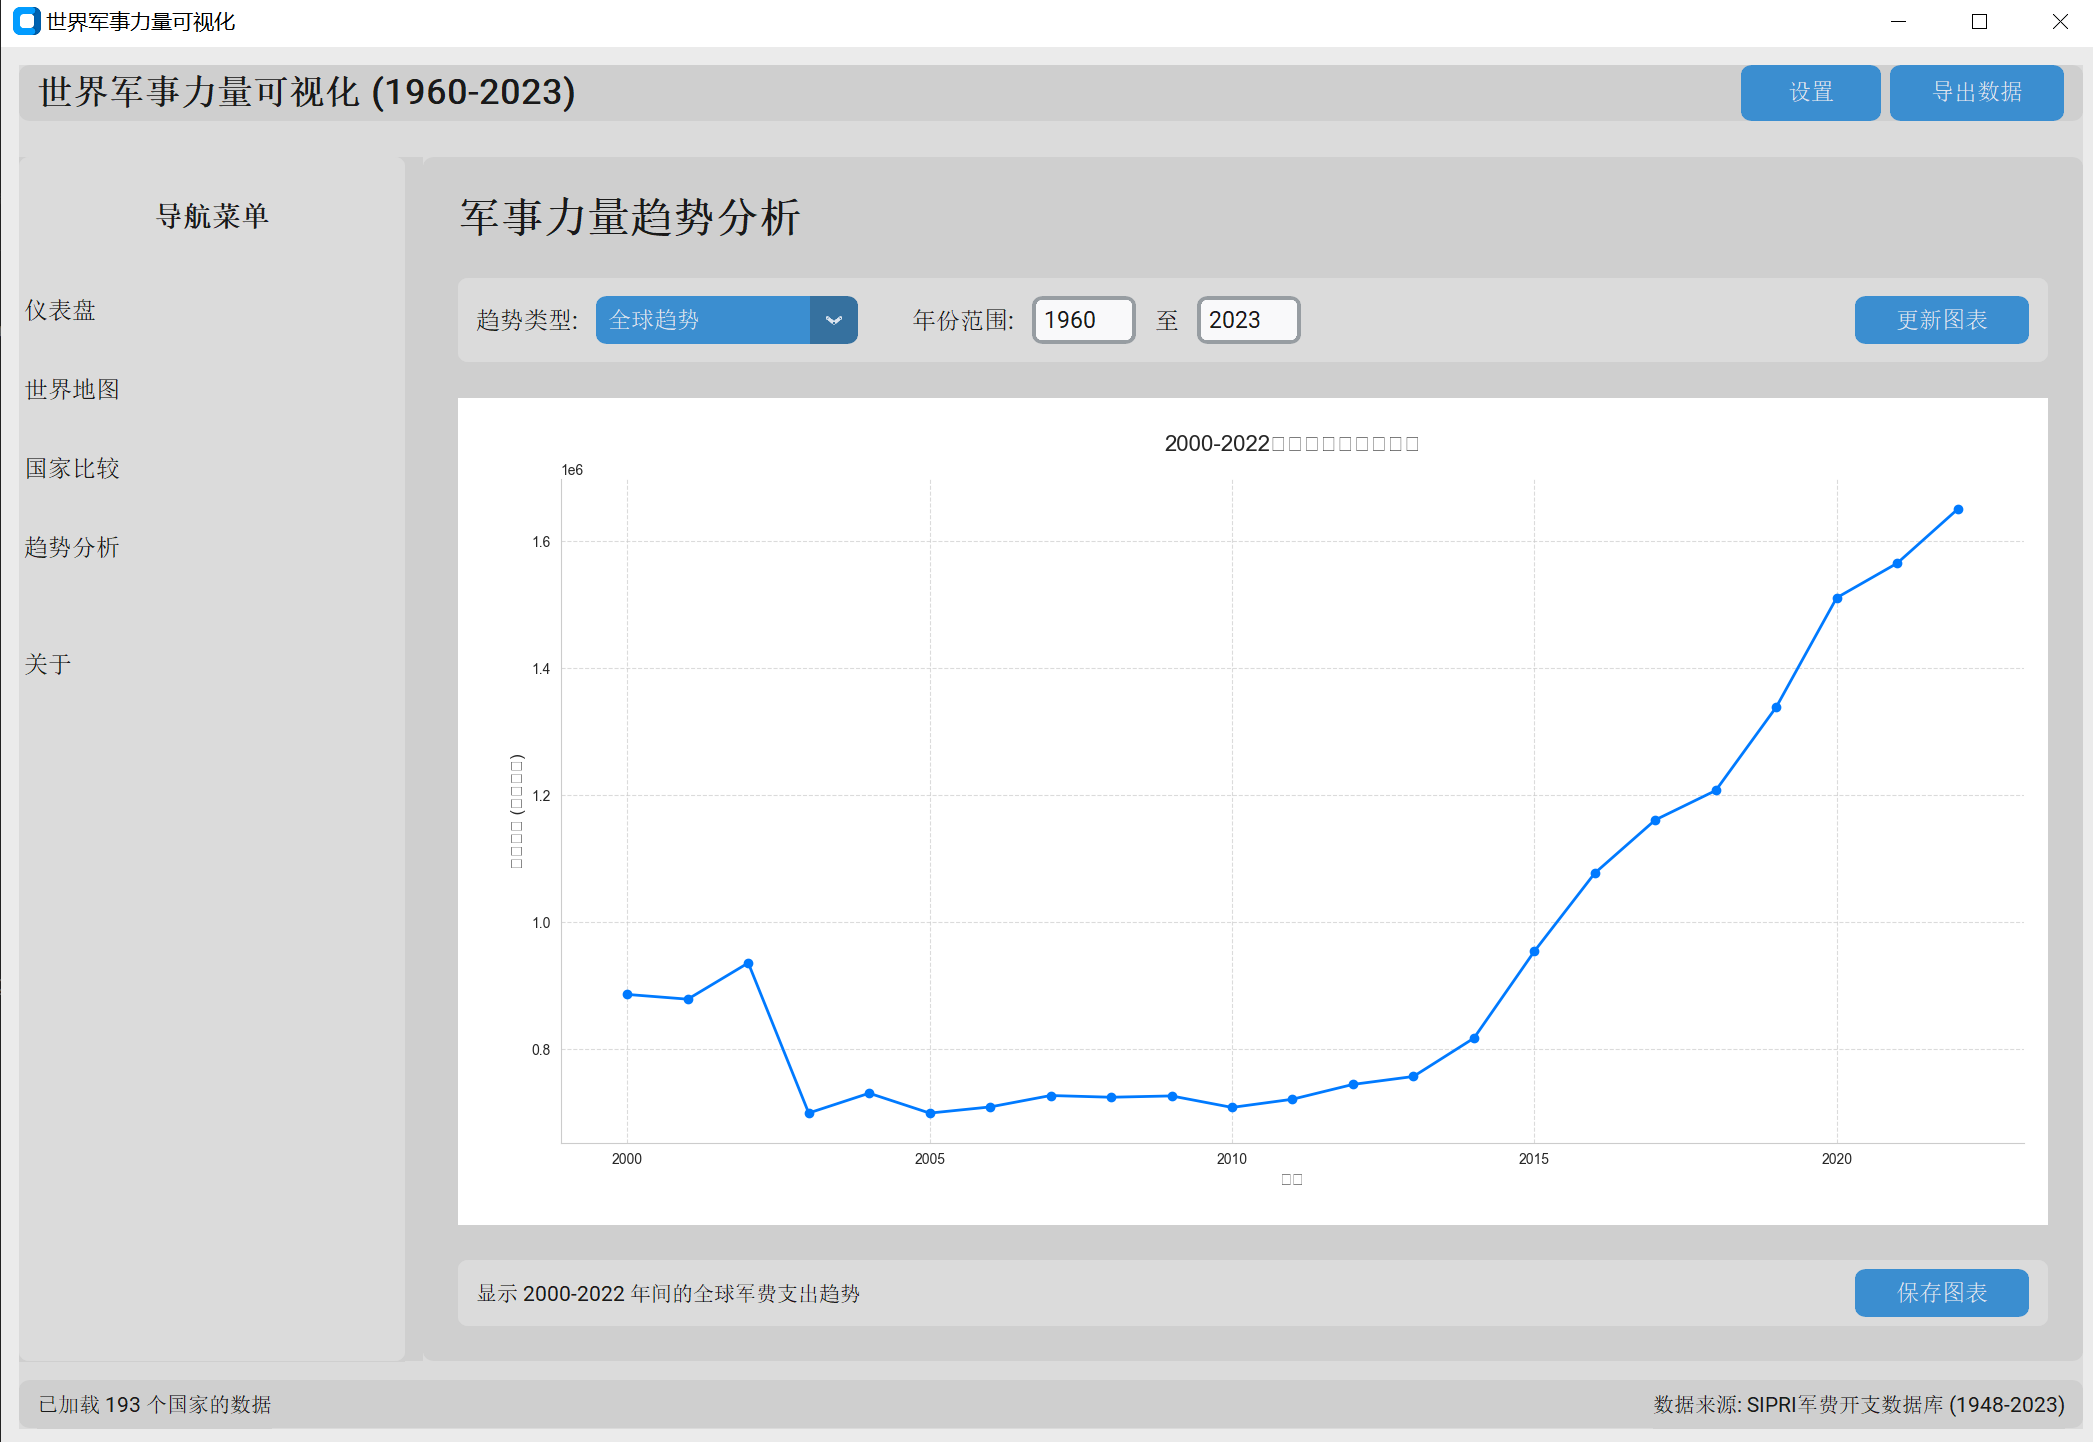 世界军事力量可视化
世界军事力量可视化 (1960-2023)
设置
导出数据
导航菜单
仪表盘
世界地图
国家比较
趋势分析
关于
军事力量趋势分析
趋势类型:
全球趋势
年份范围:
1960
至
2023
更新图表
2000-2022□□□□□□□□□
1e6
1.6
1.4
1.2
1.0
0.8
□□□□ (□□□□)
2000
2005
2010
2015
2020
□□
显示 2000-2022 年间的全球军费支出趋势
保存图表
已加载 193 个国家的数据
数据来源: SIPRI军费开支数据库 (1948-2023)